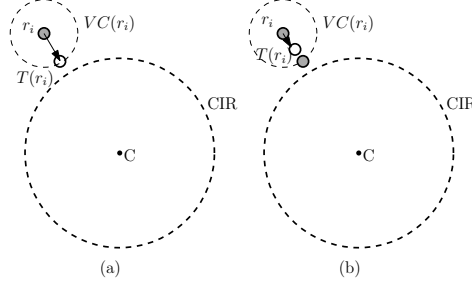 r_i VC(r_i) r_i VC(r_i)
T(r_i) T(r_i)
CIR CIR
C C
(a) (b)